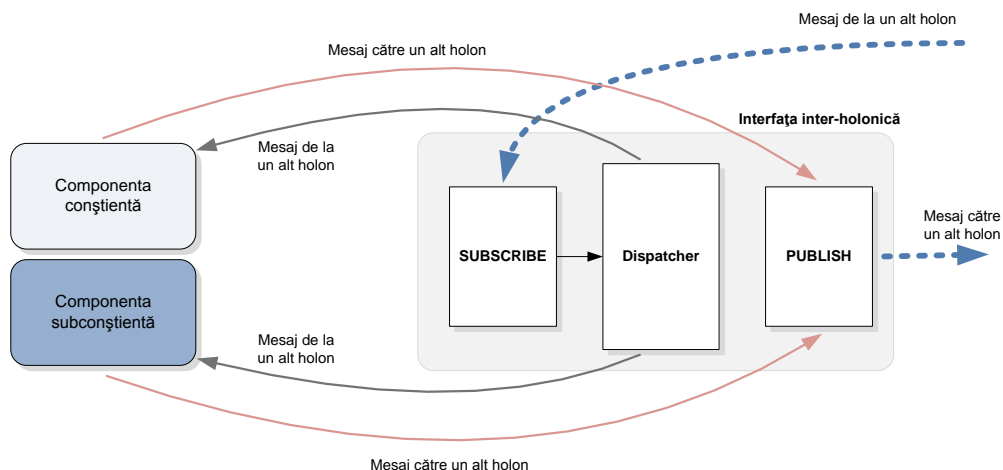 Mesaj de la un alt holon
Mesaj către un alt holon
Interfaţa inter-holonică
Mesaj de la
un alt holon
Componenta
conştientă
Mesaj către
un alt holon
SUBSCRIBE
Dispatcher
PUBLISH
Componenta
subconştientă
Mesaj de la
un alt holon
Mesaj către un alt holon